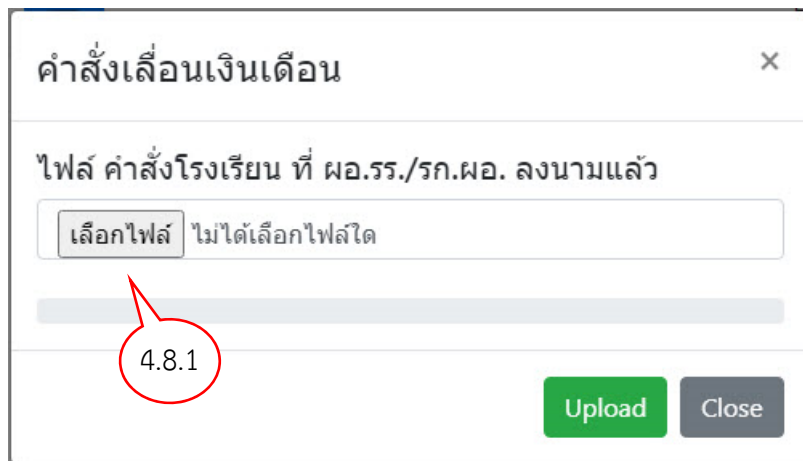 คำสั่งเลื่อนเงินเดือน ×
ไฟล์ คำสั่งโรงเรียน ที่ ผอ.รร./รก.ผอ. ลงนามแล้ว
เลือกไฟล์ ไม่ได้เลือกไฟล์ใด
4.8.1
Upload Close